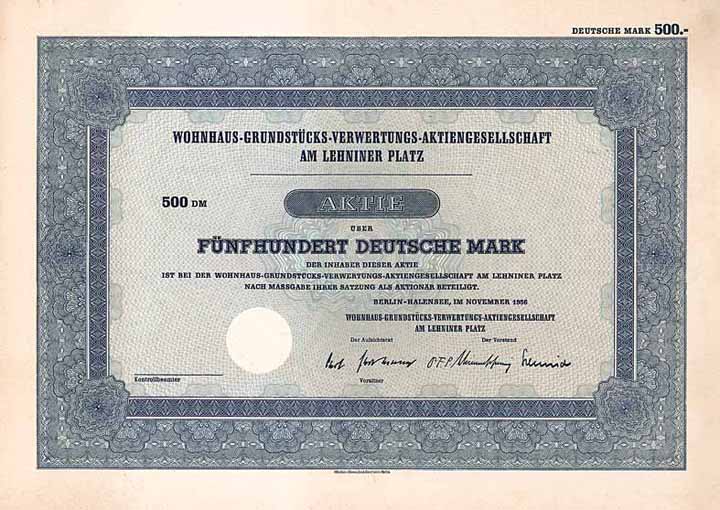 DEUTSCHE MARK 500.-
WOHNHAUS-GRUNDSTÜCKS-VERWERTUNGS-AKTIENGESELLSCHAFT
AM LEHNINER PLATZ
500 DM
AKTIE
ÜBER
FÜNFHUNDERT DEUTSCHE MARK
DER INHABER DIESER AKTIE
IST BEI DER WOHNHAUS-GRUNDSTÜCKS-VERWERTUNGS-AKTIENGESELLSCHAFT AM LEHNINER PLATZ
NACH MASSGABE IHRER SATZUNG ALS AKTIONÄR BETEILIGT.
BERLIN-HALENSEE, IM NOVEMBER 1956
WOHNHAUS-GRUNDSTÜCKS-VERWERTUNGS-AKTIENGESELLSCHAFT
AM LEHNINER PLATZ
Der Aufsichtsrat Der Vorstand
Kontrollbeamter
Vorsitzer